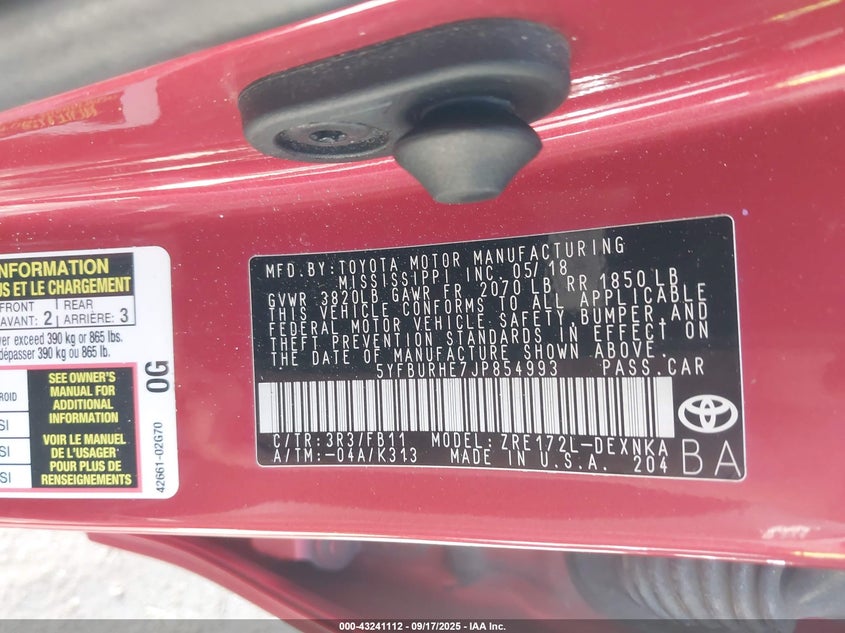 INFORMATION
US ET LE CHARGEMENT
FRONT
AVANT: 2
REAR
ARRIÈRE: 3
ver exceed 390 kg or 865 lbs.
dépasser 390 kg ou 865 lb.
SEE OWNER'S
MANUAL FOR
ADDITIONAL
INFORMATION
VOIR LE MANUEL
DE L'USAGER
POUR PLUS DE
RENSEIGNEMENTS
0G
42661-02G70
MFD.BY: TOYOTA MOTOR MANUFACTURING
MISSISSIPPI INC. 05/18
GVWR 3820LB GAWR FR 2070 LB RR 1850 LB
THIS VEHICLE CONFORMS TO ALL APPLICABLE
FEDERAL MOTOR VEHICLE SAFETY, BUMPER, AND
THEFT PREVENTION STANDARDS IN EFFECT ON
THE DATE OF MANUFACTURE SHOWN ABOVE.
5YFBURHE7JP854993 PASS.CAR
C/TR: 3R3/FB11 MODEL: ZRE172L-DEXNKA
A/TM: -04A/K313 MADE IN U.S.A. 204
BA
000-43241112 - 09/17/2025 - IAA Inc.